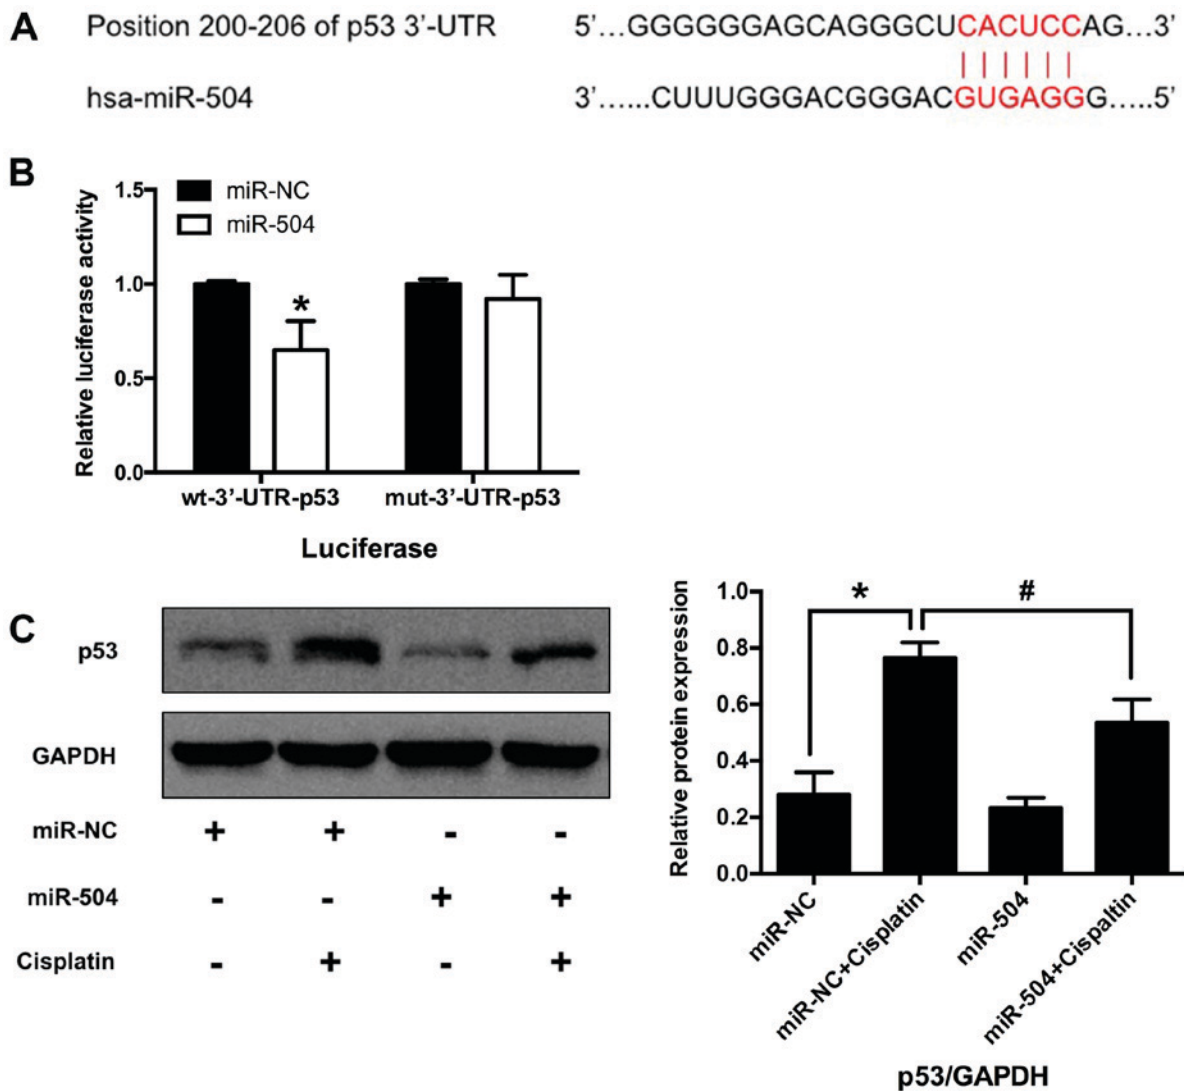 A
Position 200-206 of p53 3’-UTR
5’...GGGGGGAGCAGGGCUCACUCCAG...3’
hsa-miR-504
3’......CUUUGGGACGGGACGUGAGGG.....5’
B
Relative luciferase activity
1.5
1.0
0.5
0.0
miR-NC
miR-504
*
wt-3’-UTR-p53
mut-3’-UTR-p53
Luciferase
C
p53
GAPDH
miR-NC + + - -
miR-504 - - + +
Cisplatin - + - +
Relative protein expression
1.0
0.8
0.6
0.4
0.2
0.0
*
#
miR-NC
miR-NC+Cisplatin
miR-504
miR-504+Cispaltin
p53/GAPDH